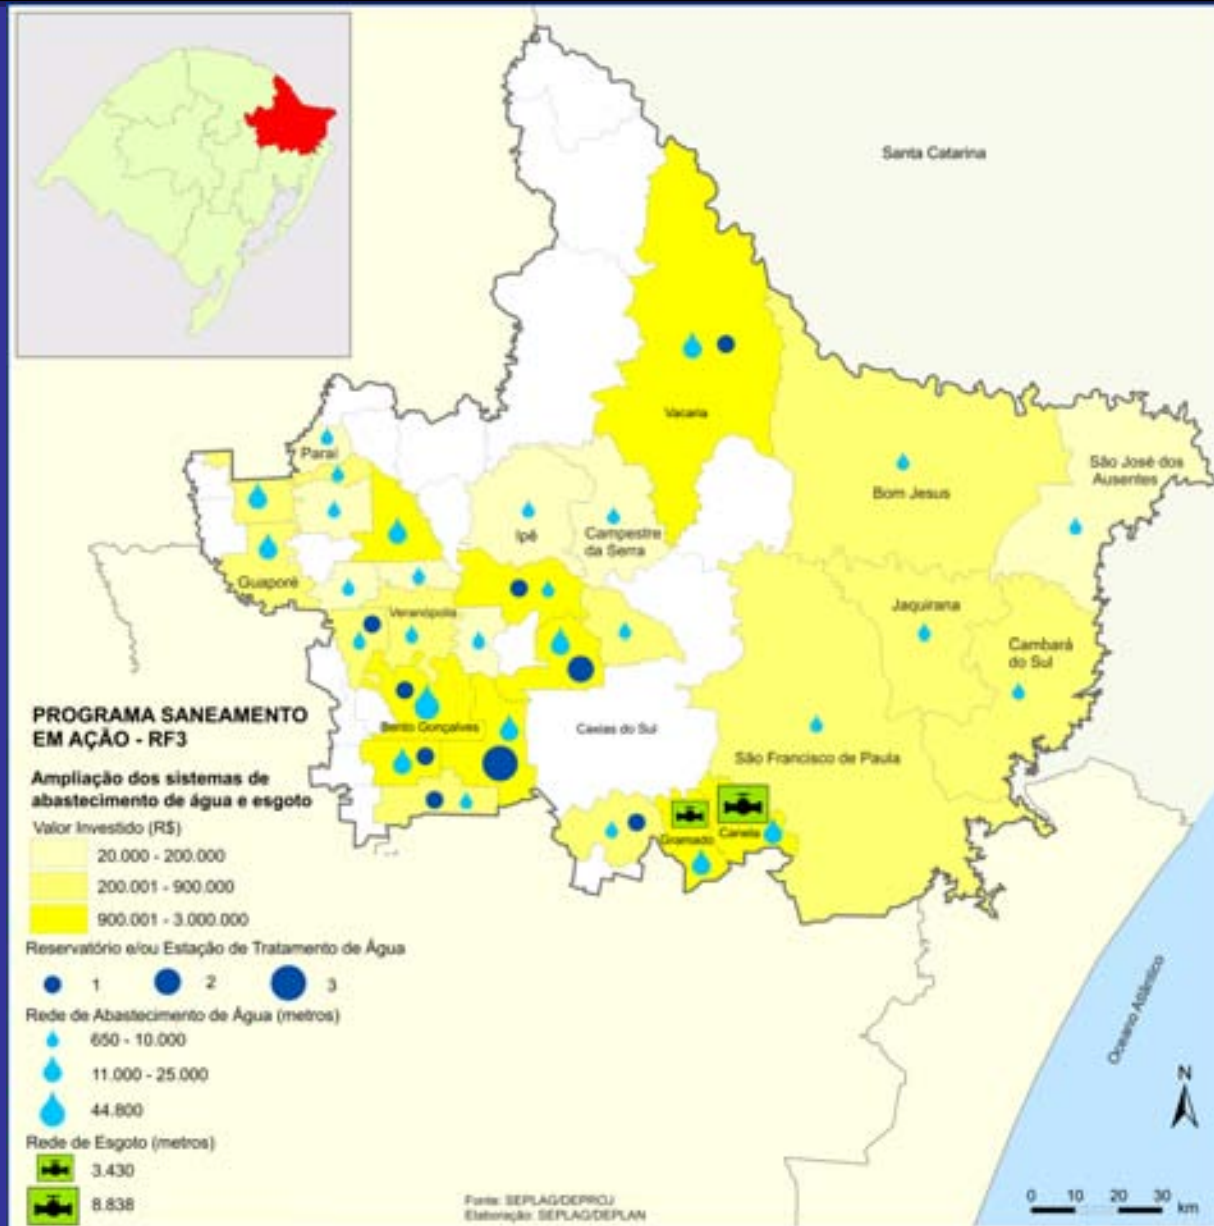 Santa Catarina
Vacaria
Paraí
São José dos
Ausentes
Bom Jesus
Ipê
Campestre
da Serra
Guaporé
Veranópolis
Jaquirana
Cambará
do Sul
Bento Gonçalves
Caxias do Sul
São Francisco de Paula
Gramado
Canela
PROGRAMA SANEAMENTO
EM AÇÃO - RF3
Ampliação dos sistemas de
abastecimento de água e esgoto
Valor Investido (R$)
20.000 - 200.000
200.001 - 900.000
900.001 - 3.000.000
Reservatório e/ou Estação de Tratamento de Água
1 2 3
Rede de Abastecimento de Água (metros)
650 - 10.000
11.000 - 25.000
44.800
Rede de Esgoto (metros)
3.430
8.838
Oceano Atlântico
N
0 10 20 30
km
Fonte: SEPLAG/DEPROJ
Elaboração: SEPLAG/DEPLAN